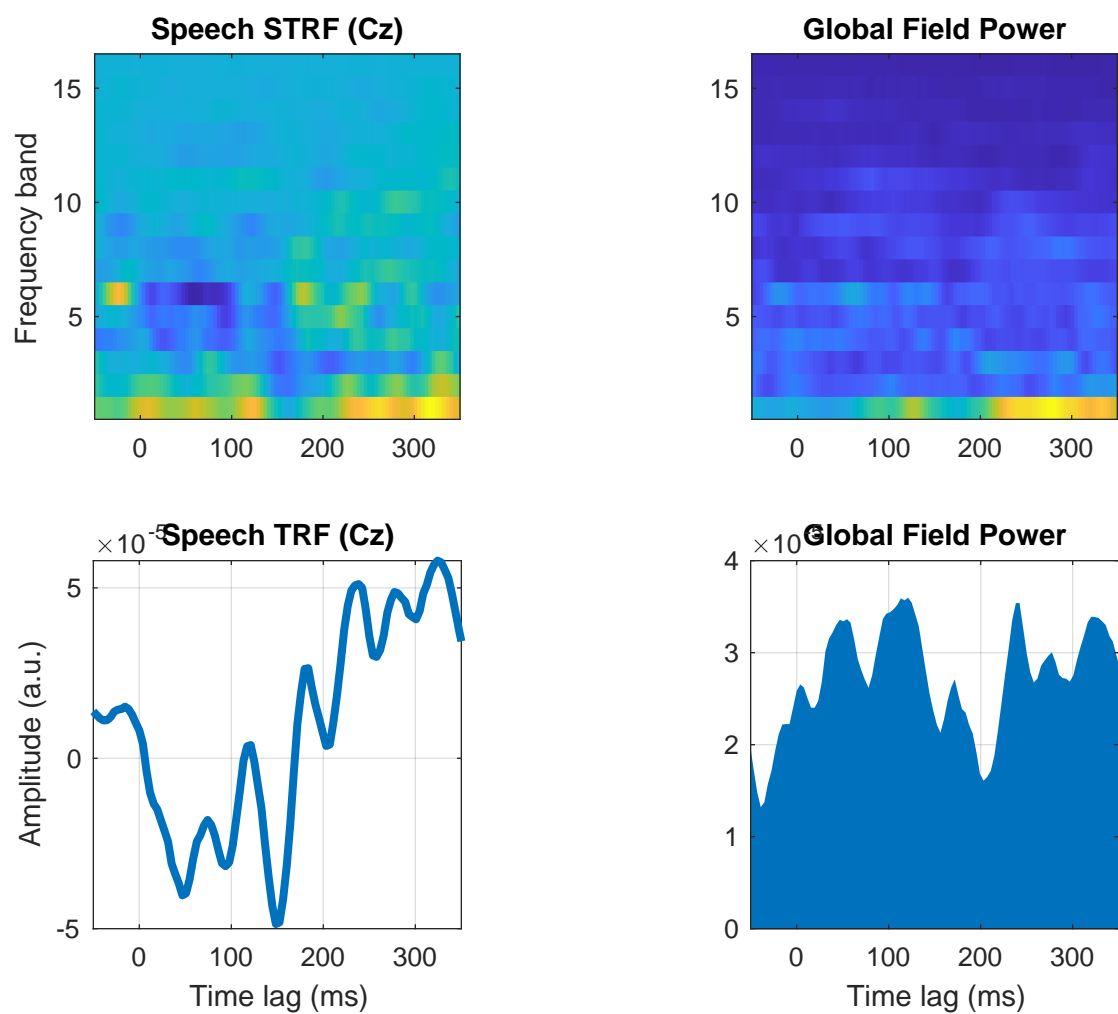 Speech STRF (Cz)
Frequency band
15
10
5
0 100 200 300
Global Field Power
15
10
5
0 100 200 300
×10^-5
Speech TRF (Cz)
Amplitude (a.u.)
5
0
-5
0 100 200 300
Time lag (ms)
×10^-5
Global Field Power
4
3
2
1
0
0 100 200 300
Time lag (ms)